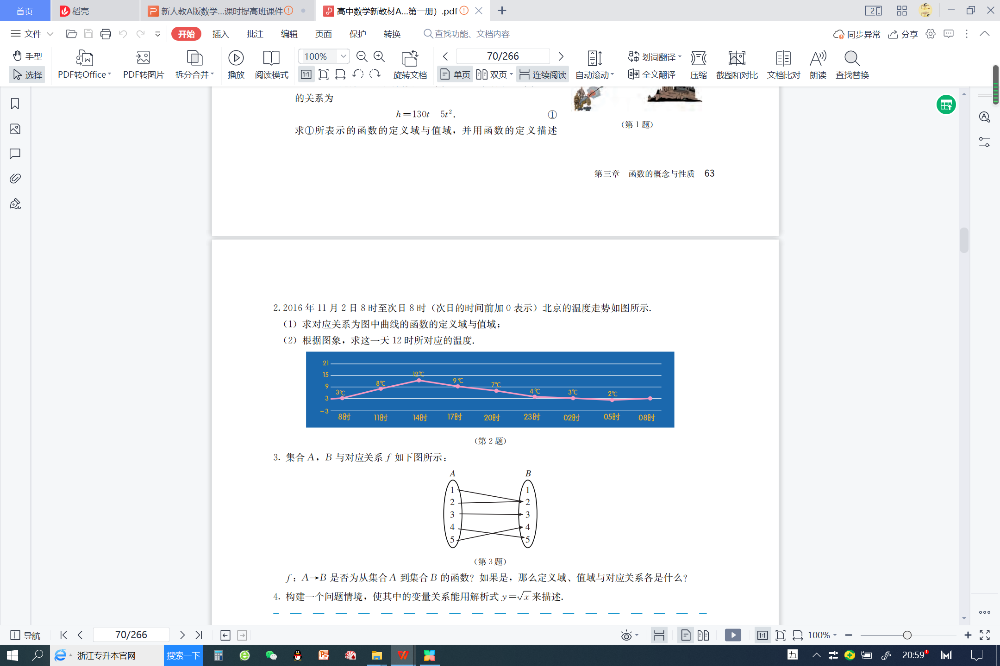 首页
稻壳
新人教A版数学...课时提高班课件
高中数学新教材A...第一册）.pdf
文件
开始
插入
批注
编辑
页面
保护
转换
查找功能、文档内容
同步异常
分享
手型
选择
PDF转Office
PDF转图片
拆分合并
播放
阅读模式
100%
1:1
旋转文档
70/266
单页
双页
连续阅读
自动滚动
划词翻译
全文翻译
压缩
截图和对比
文档比对
朗读
查找替换
的关系为
h=130t-5t². ①
求①所表示的函数的定义域与值域，并用函数的定义描述
（第 1 题）
第三章 函数的概念与性质 63
2. 2016 年 11 月 2 日 8 时至次日 8 时（次日的时间前加 0 表示）北京的温度走势如图所示.
（1）求对应关系为图中曲线的函数的定义域与值域；
（2）根据图象，求这一天 12 时所对应的温度.
21
15
9
3
-3
3℃ 8℃ 12℃ 9℃ 7℃ 4℃ 3℃ 2℃
8时 11时 14时 17时 20时 23时 02时 05时 08时
（第 2 题）
3. 集合 A，B 与对应关系 f 如下图所示：
A B
1 1
2 2
3 3
4 4
5 5
（第 3 题）
f：A→B 是否为从集合 A 到集合 B 的函数？如果是，那么定义域、值域与对应关系各是什么？
4. 构建一个问题情境，使其中的变量关系能用解析式 y=√x 来描述.
导航
70/266
1:1
100%
浙江专升本官网
搜索一下
五
20:59